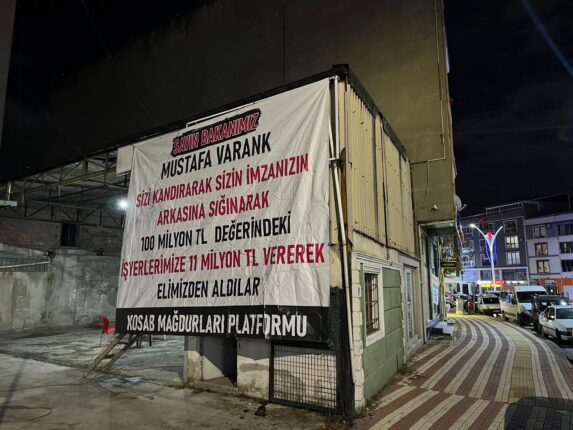 SAYIN BAKANIMIZ
MUSTAFA VARANK
SİZİ KANDIRARAK SİZİN İMZANIZIN
ARKASINA SIĞINARAK
100 MİLYON TL DEĞERİNDEKİ
İŞYERLERİMİZE 11 MİLYON TL VEREREK
ELİMİZDEN ALDILAR
KOSAB MAĞDURLARI PLATFORMU